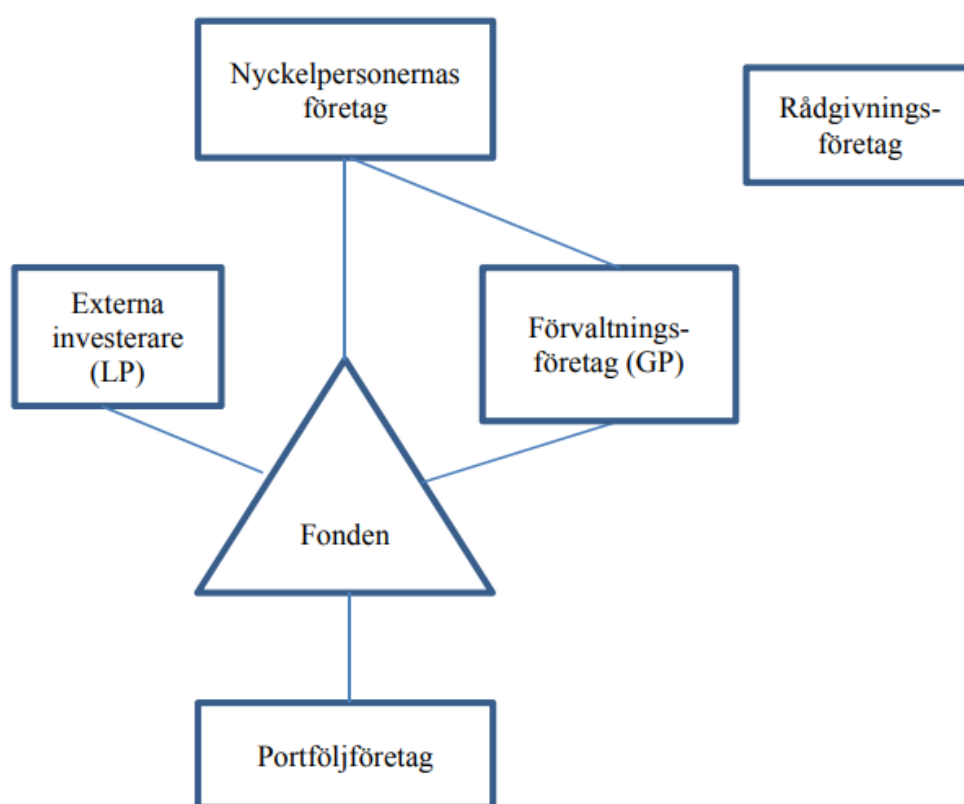 Nyckelpersonernas
företag
Rådgivnings-
företag
Externa
investerare
(LP)
Förvaltnings-
företag (GP)
Fonden
Portföljföretag